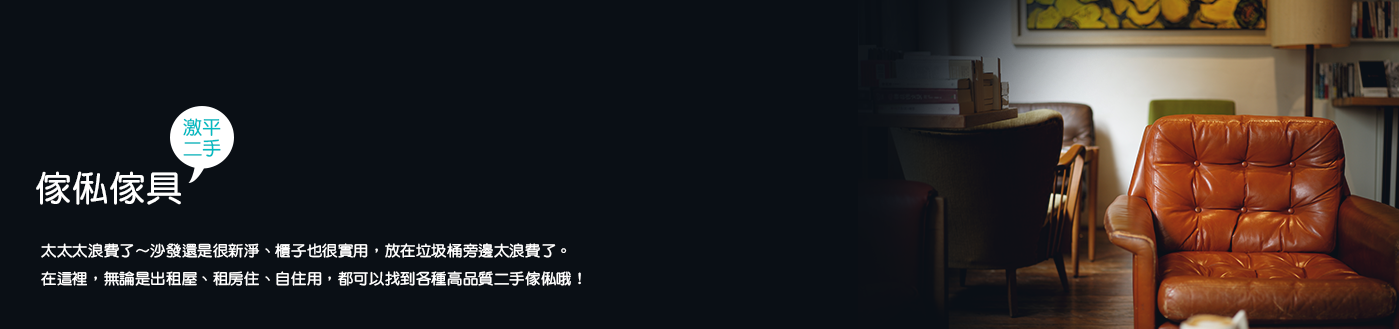 激平
二手
傢俬傢具
太太太浪費了～沙發還是很新淨、櫃子也很實用，放在垃圾桶旁邊太浪費了。
在這裡，無論是出租屋、租房住、自住用，都可以找到各種高品質二手傢俬哦！